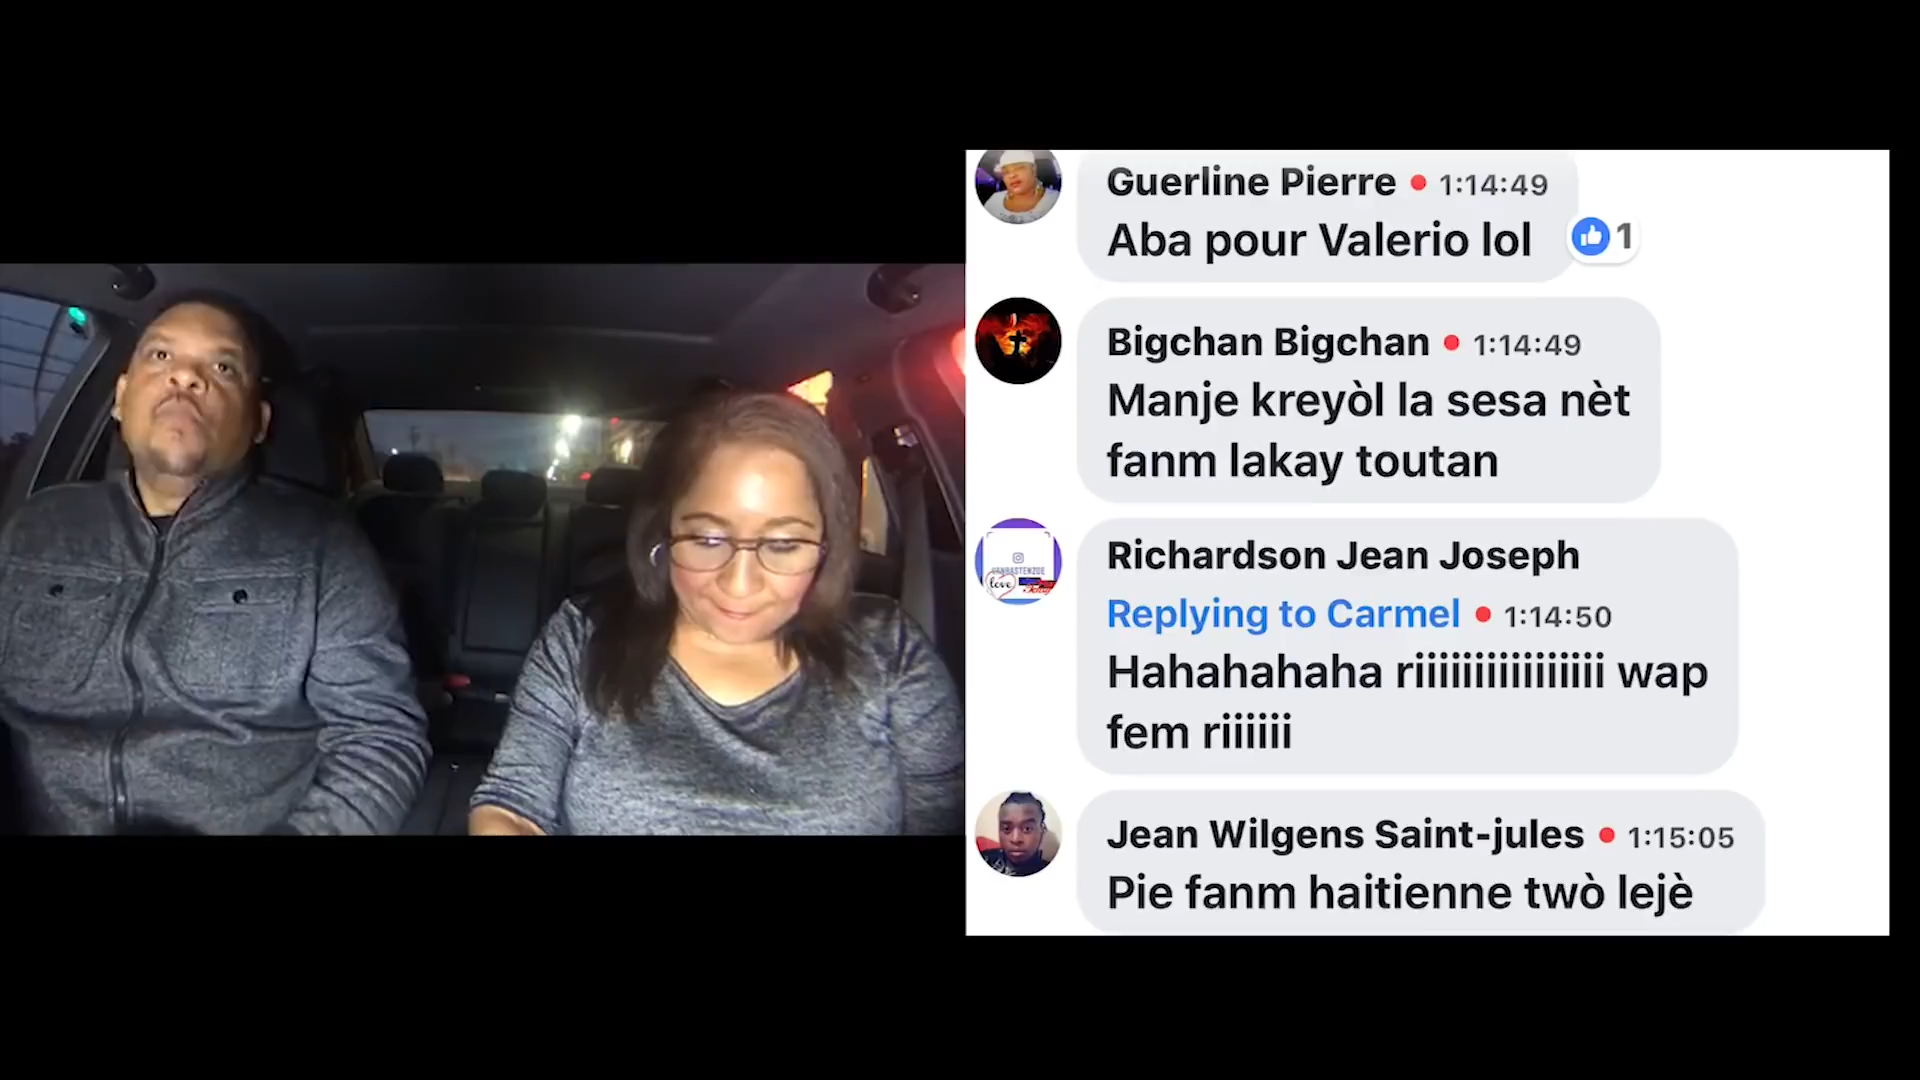 Guerline Pierre • 1:14:49
Aba pour Valerio lol 1
Bigchan Bigchan • 1:14:49
Manje kreyòl la sesa nèt
fanm lakay toutan
Richardson Jean Joseph
Replying to Carmel • 1:14:50
Hahahahaha riiiiiiiiiiiiiiiii wap
fem riiiiii
love
Jean Wilgens Saint-jules • 1:15:05
Pie fanm haitienne twò lejè